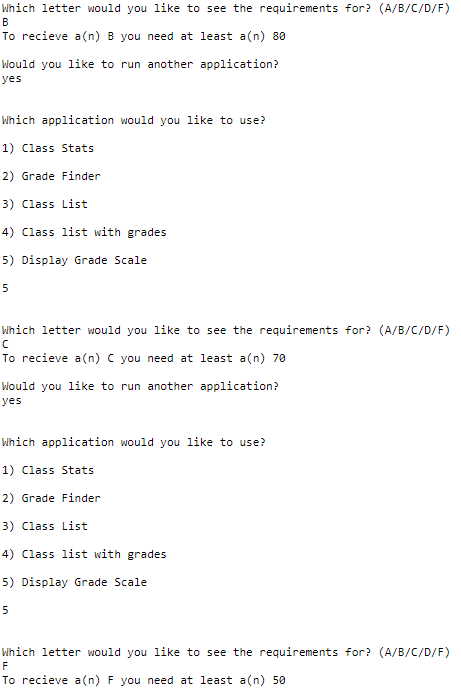 Which letter would you like to see the requirements for? (A/B/C/D/F)
B
To recieve a(n) B you need at least a(n) 80
Would you like to run another application?
yes
Which application would you like to use?
1) Class Stats
2) Grade Finder
3) Class List
4) Class list with grades
5) Display Grade Scale
5
Which letter would you like to see the requirements for? (A/B/C/D/F)
C
To recieve a(n) C you need at least a(n) 70
Would you like to run another application?
yes
Which application would you like to use?
1) Class Stats
2) Grade Finder
3) Class List
4) Class list with grades
5) Display Grade Scale
5
Which letter would you like to see the requirements for? (A/B/C/D/F)
F
To recieve a(n) F you need at least a(n) 50